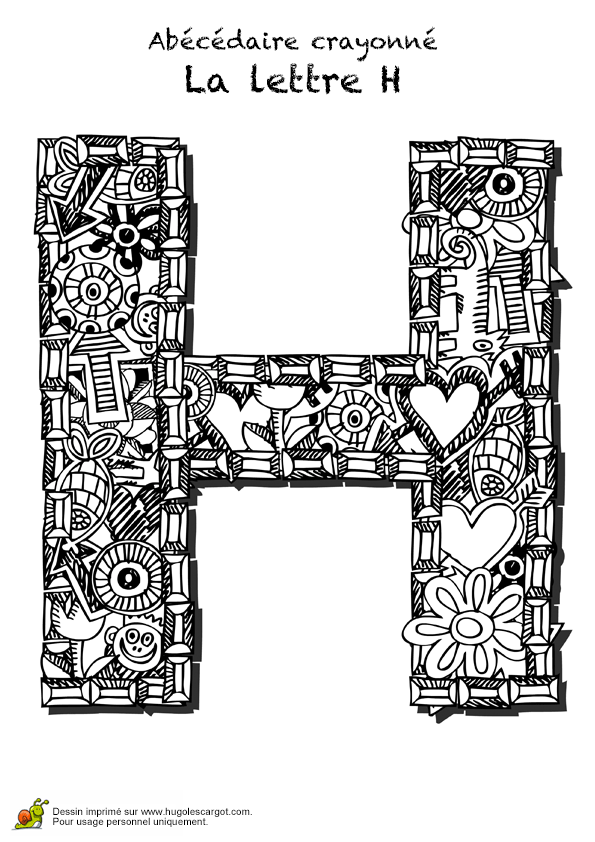 Abécédaire crayonné
La lettre H
H
Dessin imprimé sur www.hugolescargot.com.
Pour usage personnel uniquement.